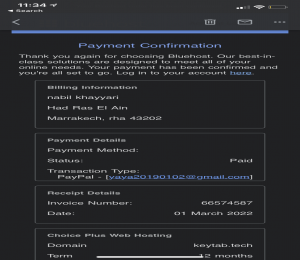 11:34
Search
Payment Confirmation
Thank you again for choosing Bluehost. Our best-in-
class solutions are designed to meet all of your
online needs. Your payment has been confirmed and
you're all set to go. Log in to your account here.
Billing Information
nabil khayyari
Had Ras El Ain
Marrakech, rha 43202
Payment Details
Payment Method:
Status: Paid
Transaction Type:
PayPal - [yaya20190102@gmail.com]
Receipt Details
Invoice Number: 66574587
Date: 01 March 2022
Choice Plus Web Hosting
Domain keytab.tech
Term 12 months